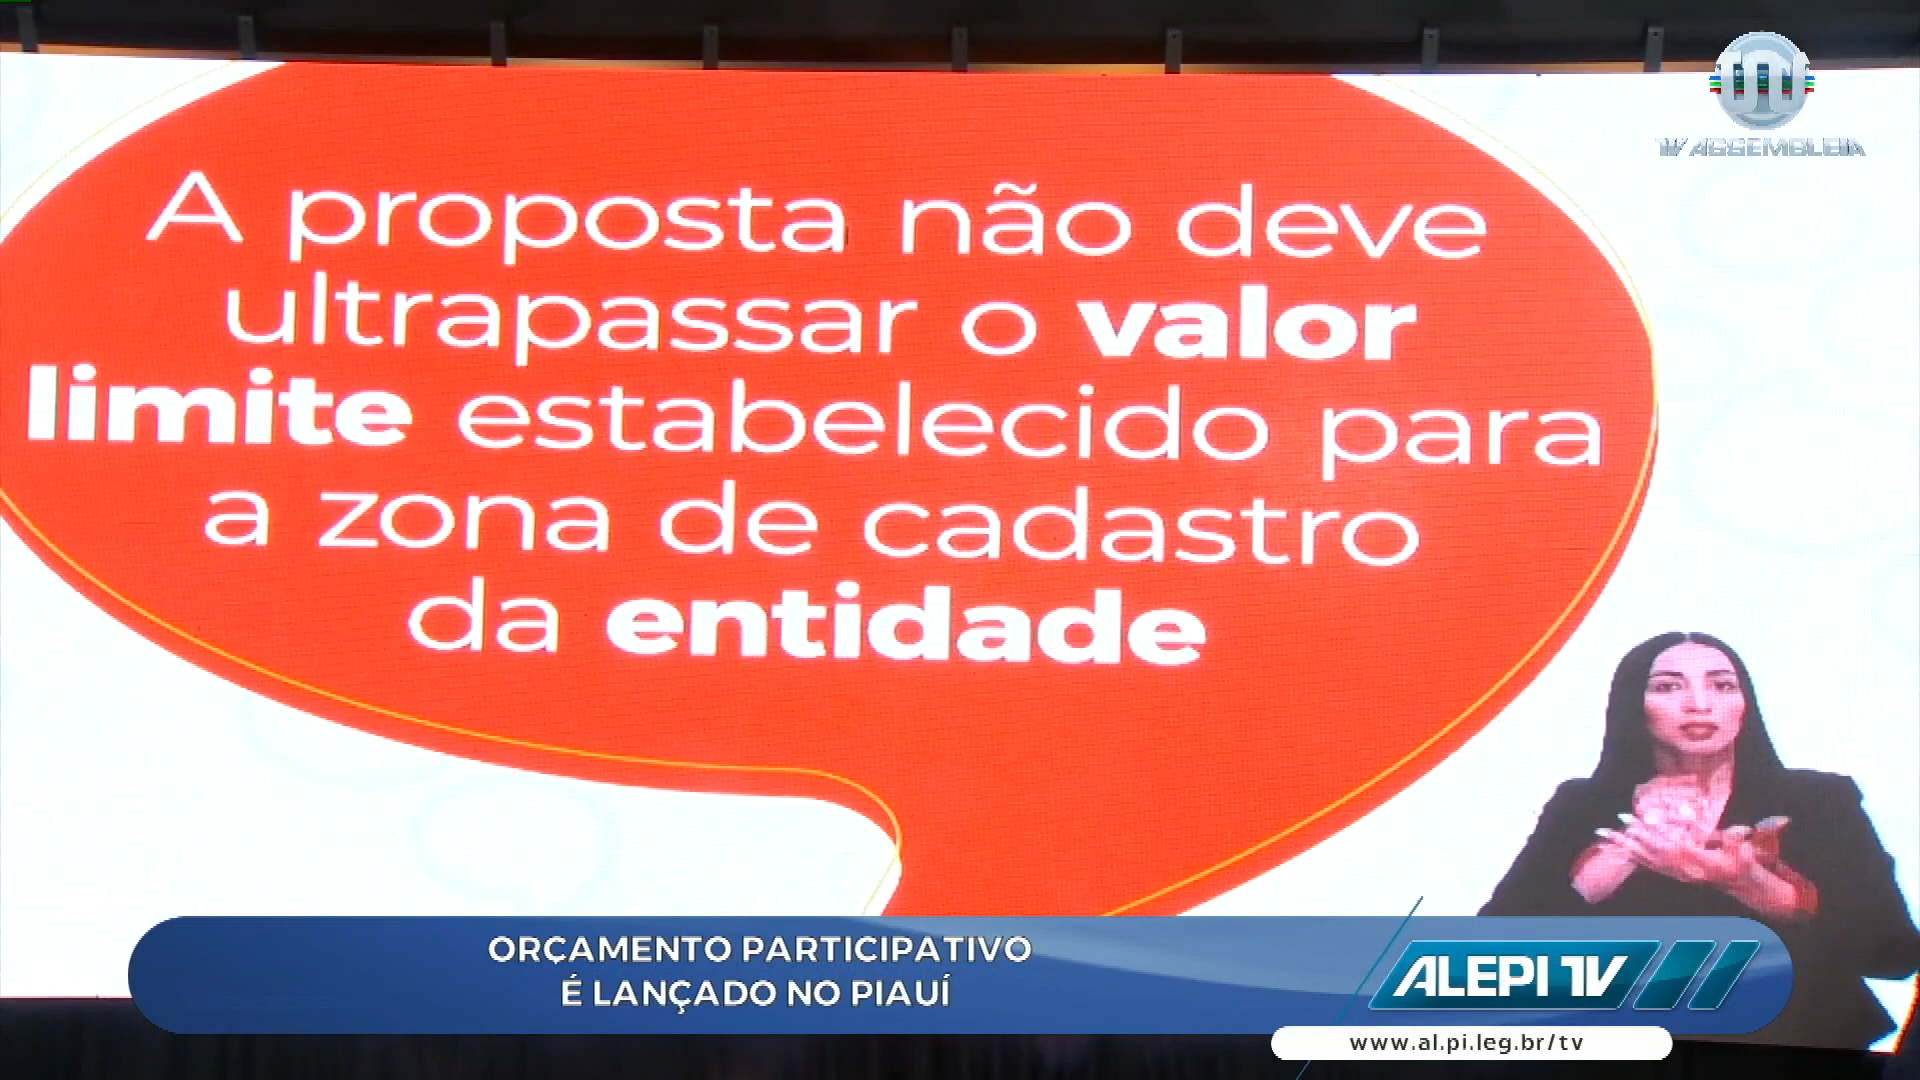 TV ASSEMBLEIA
A proposta não deve
ultrapassar o valor
limite estabelecido para
a zona de cadastro
da entidade
ORÇAMENTO PARTICIPATIVO
É LANÇADO NO PIAUÍ
ALEPI TV
www.al.pi.leg.br/tv